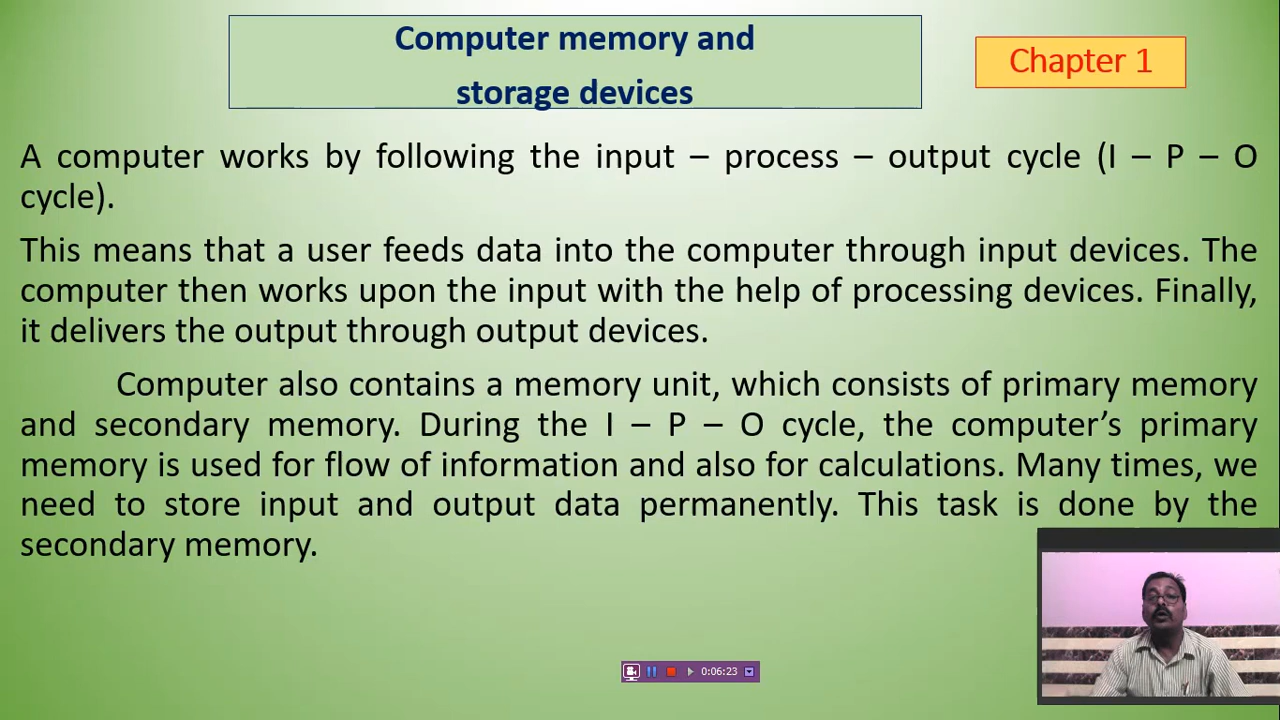 Computer memory and
storage devices
Chapter 1
A computer works by following the input – process – output cycle (I – P – O
cycle).
This means that a user feeds data into the computer through input devices. The
computer then works upon the input with the help of processing devices. Finally,
it delivers the output through output devices.
Computer also contains a memory unit, which consists of primary memory
and secondary memory. During the I – P – O cycle, the computer’s primary
memory is used for flow of information and also for calculations. Many times, we
need to store input and output data permanently. This task is done by the
secondary memory.
0:06:23